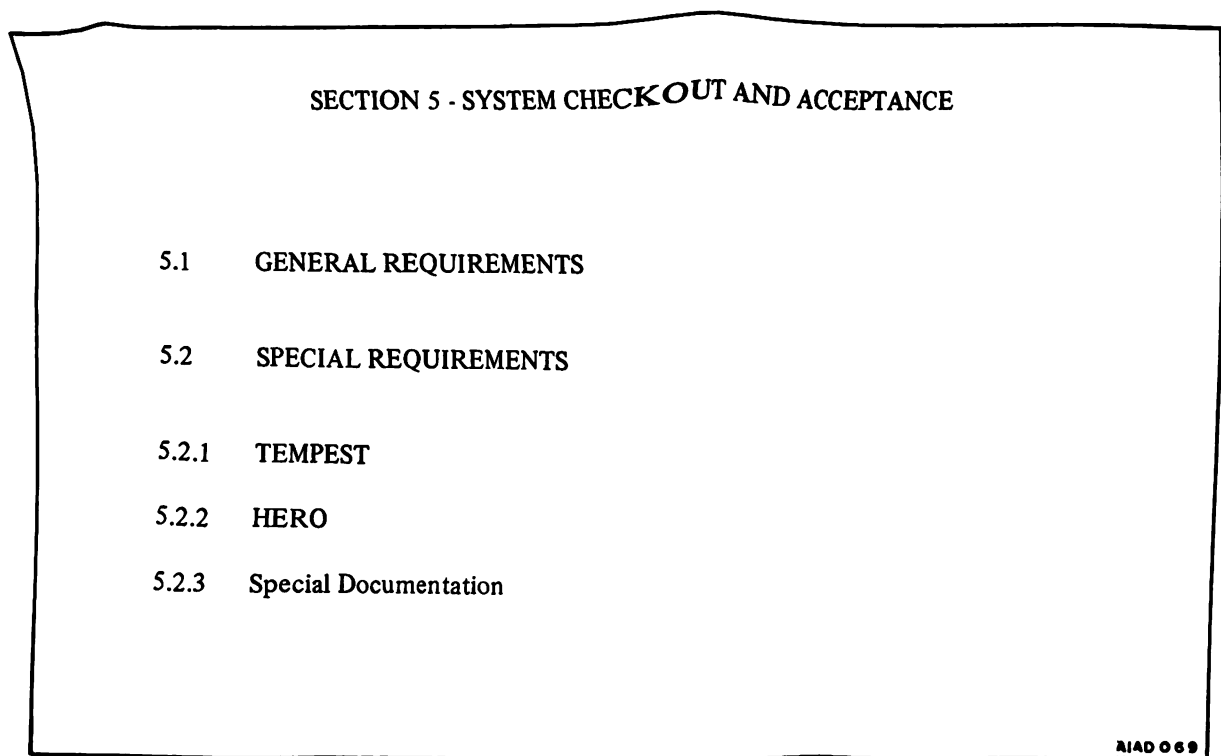 SECTION 5 - SYSTEM CHECKOUT AND ACCEPTANCE
5.1 GENERAL REQUIREMENTS
5.2 SPECIAL REQUIREMENTS
5.2.1 TEMPEST
5.2.2 HERO
5.2.3 Special Documentation
AIAD 069